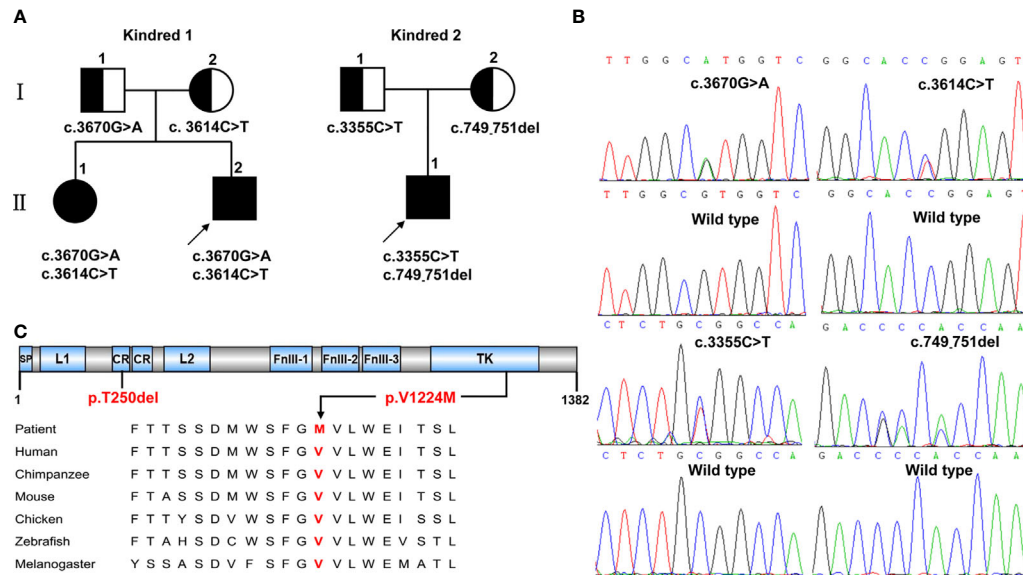 A
Kindred 1
Kindred 2
1
2
1
2
I
c.3670G>A
c. 3614C>T
c.3355C>T
c.749_751del
1
2
1
II
c.3670G>A
c.3614C>T
c.3670G>A
c.3614C>T
c.3355C>T
c.749_751del
B
T T G G C A T G G T C
G G C A C C G G A G T
c.3670G>A
c.3614C>T
T T G G C G T G G T C
G G C A C C G G A G T
Wild type
Wild type
C T C T G C G G C C A
G A C C C C A C C A A
c.3355C>T
c.749_751del
C T C T G C G G C C A
G A C C C C A C C A A
Wild type
Wild type
C
SP
L1
CR
CR
L2
FnIII-1
FnIII-2
FnIII-3
TK
1
p.T250del
p.V1224M
1382
Patient F T T S S D M W S F G M V L W E I T S L
Human F T T S S D M W S F G V V L W E I T S L
Chimpanzee F T T S S D M W S F G V V L W E I T S L
Mouse F T A S S D M W S F G V V L W E I T S L
Chicken F T T Y S D V W S F G V V L W E I S S L
Zebrafish F T A H S D C W S F G V V L W E V S T L
Melanogaster Y S S A S D V F S F G V V L W E M A T L